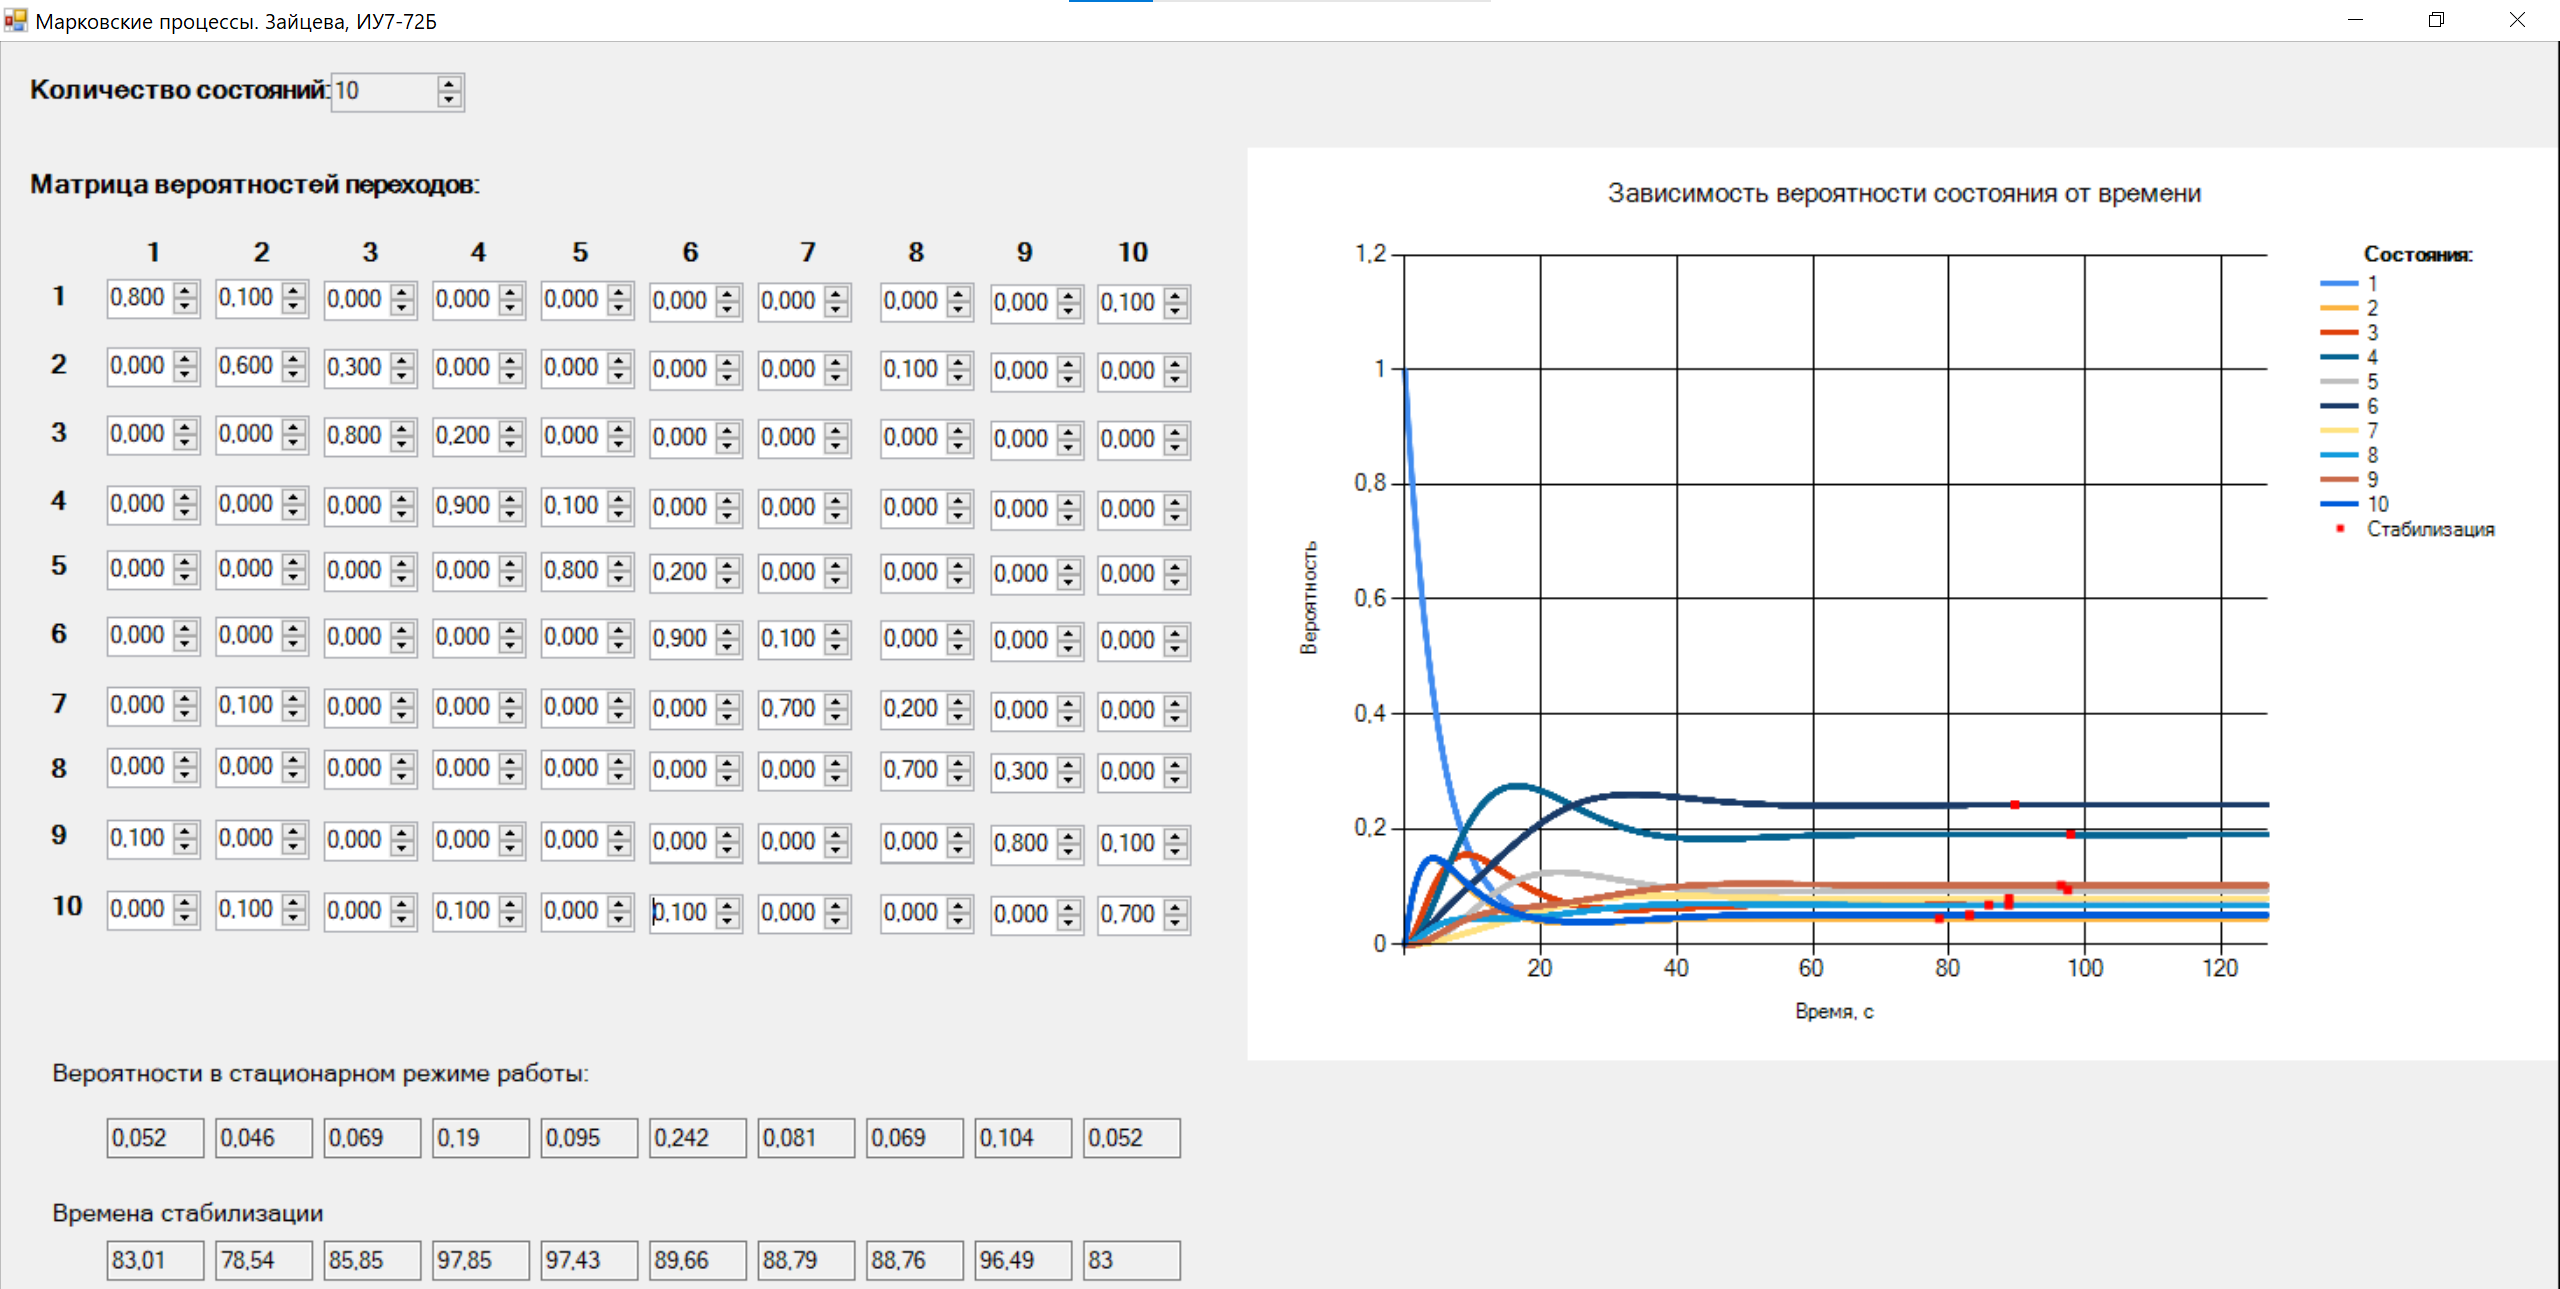 Марковские процессы. Зайцева, ИУ7-72Б
Количество состояний: 10
Матрица вероятностей переходов:
1 2 3 4 5 6 7 8 9 10
1 0,800 0,100 0,000 0,000 0,000 0,000 0,000 0,000 0,000 0,100
2 0,000 0,600 0,300 0,000 0,000 0,000 0,000 0,100 0,000 0,000
3 0,000 0,000 0,800 0,200 0,000 0,000 0,000 0,000 0,000 0,000
4 0,000 0,000 0,000 0,900 0,100 0,000 0,000 0,000 0,000 0,000
5 0,000 0,000 0,000 0,000 0,800 0,200 0,000 0,000 0,000 0,000
6 0,000 0,000 0,000 0,000 0,000 0,900 0,100 0,000 0,000 0,000
7 0,000 0,100 0,000 0,000 0,000 0,000 0,700 0,200 0,000 0,000
8 0,000 0,000 0,000 0,000 0,000 0,000 0,000 0,700 0,300 0,000
9 0,100 0,000 0,000 0,000 0,000 0,000 0,000 0,000 0,800 0,100
10 0,000 0,100 0,000 0,100 0,000 0,100 0,000 0,000 0,000 0,700
Вероятности в стационарном режиме работы:
0,052 0,046 0,069 0,19 0,095 0,242 0,081 0,069 0,104 0,052
Времена стабилизации
83,01 78,54 85,85 97,85 97,43 89,66 88,79 88,76 96,49 83
Зависимость вероятности состояния от времени
1,2
1
0,8
0,6
0,4
0,2
0
Вероятность
20 40 60 80 100 120
Время, с
Состояния:
1
2
3
4
5
6
7
8
9
10
Стабилизация